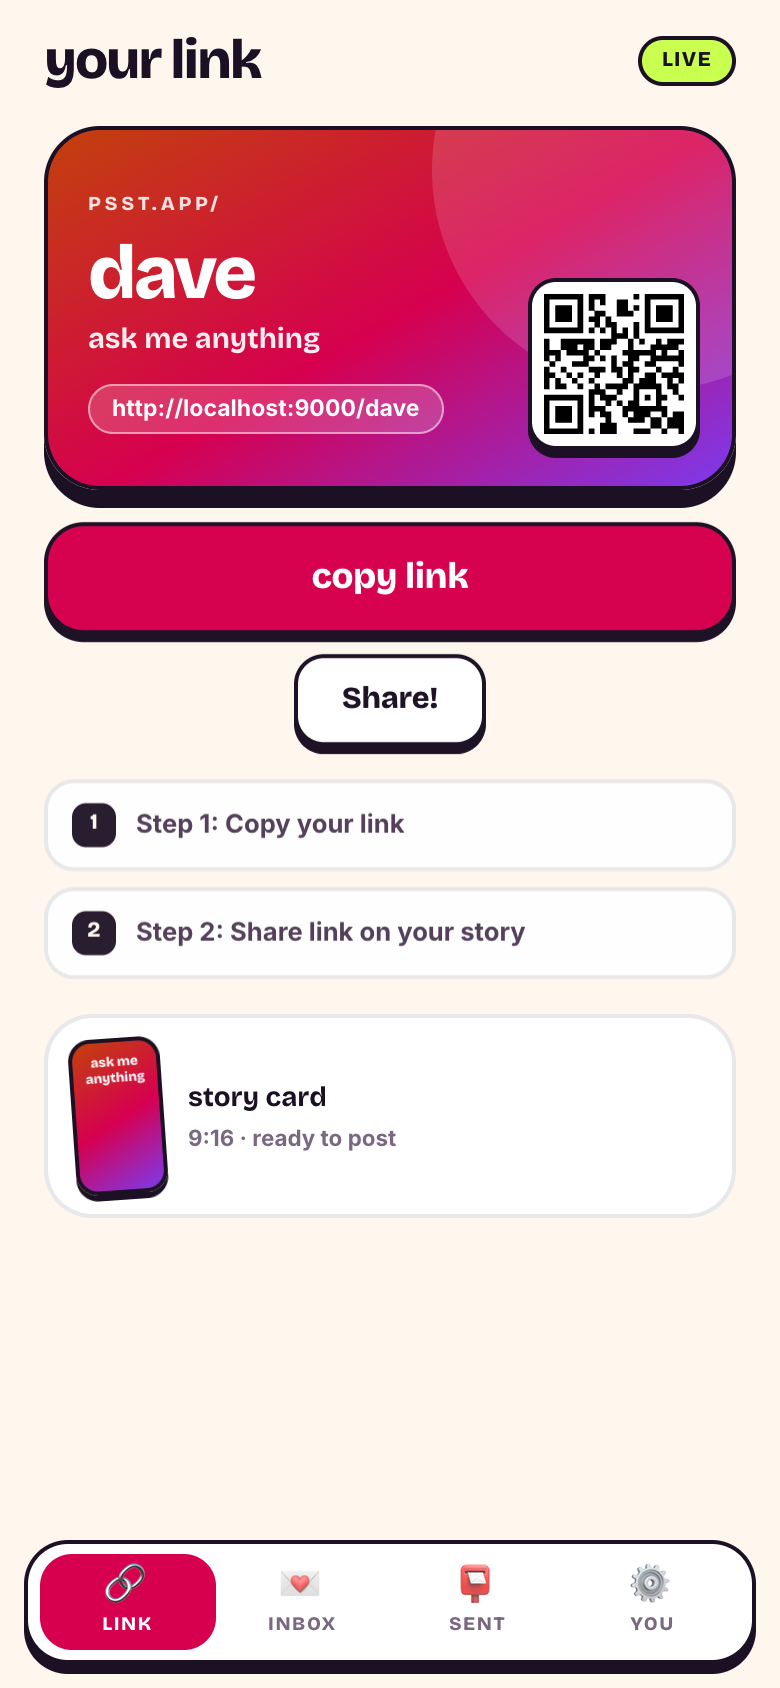 your link
LIVE
PSST.APP/
dave
ask me anything
http://localhost:9000/dave
copy link
Share!
1
Step 1: Copy your link
2
Step 2: Share link on your story
ask me
anything
story card
9:16 · ready to post
LINK
INBOX
SENT
YOU